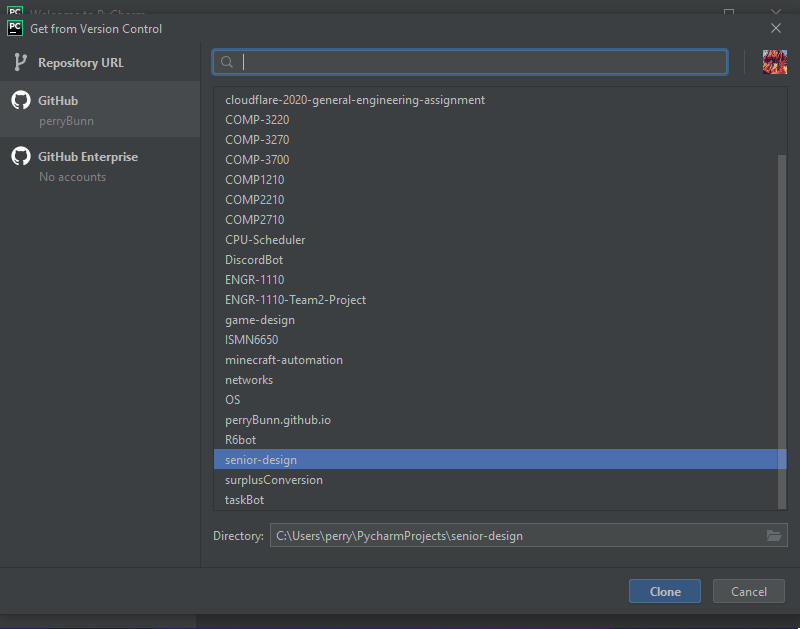 PC Welcome to PyCharm
PC Get from Version Control
Repository URL
GitHub
perryBunn
GitHub Enterprise
No accounts
cloudflare-2020-general-engineering-assignment
COMP-3220
COMP-3270
COMP-3700
COMP1210
COMP2210
COMP2710
CPU-Scheduler
DiscordBot
ENGR-1110
ENGR-1110-Team2-Project
game-design
ISMN6650
minecraft-automation
networks
OS
perryBunn.github.io
R6bot
senior-design
surplusConversion
taskBot
Directory: C:\Users\perry\PycharmProjects\senior-design
Clone Cancel